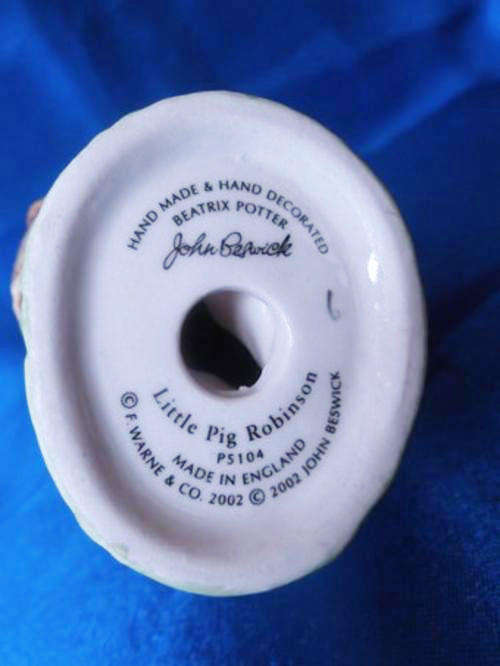 HAND MADE & HAND DECORATED
BEATRIX POTTER
John Beswick
Little Pig Robinson
P5104
MADE IN ENGLAND
© F. WARNE & CO. 2002 © 2002 JOHN BESWICK